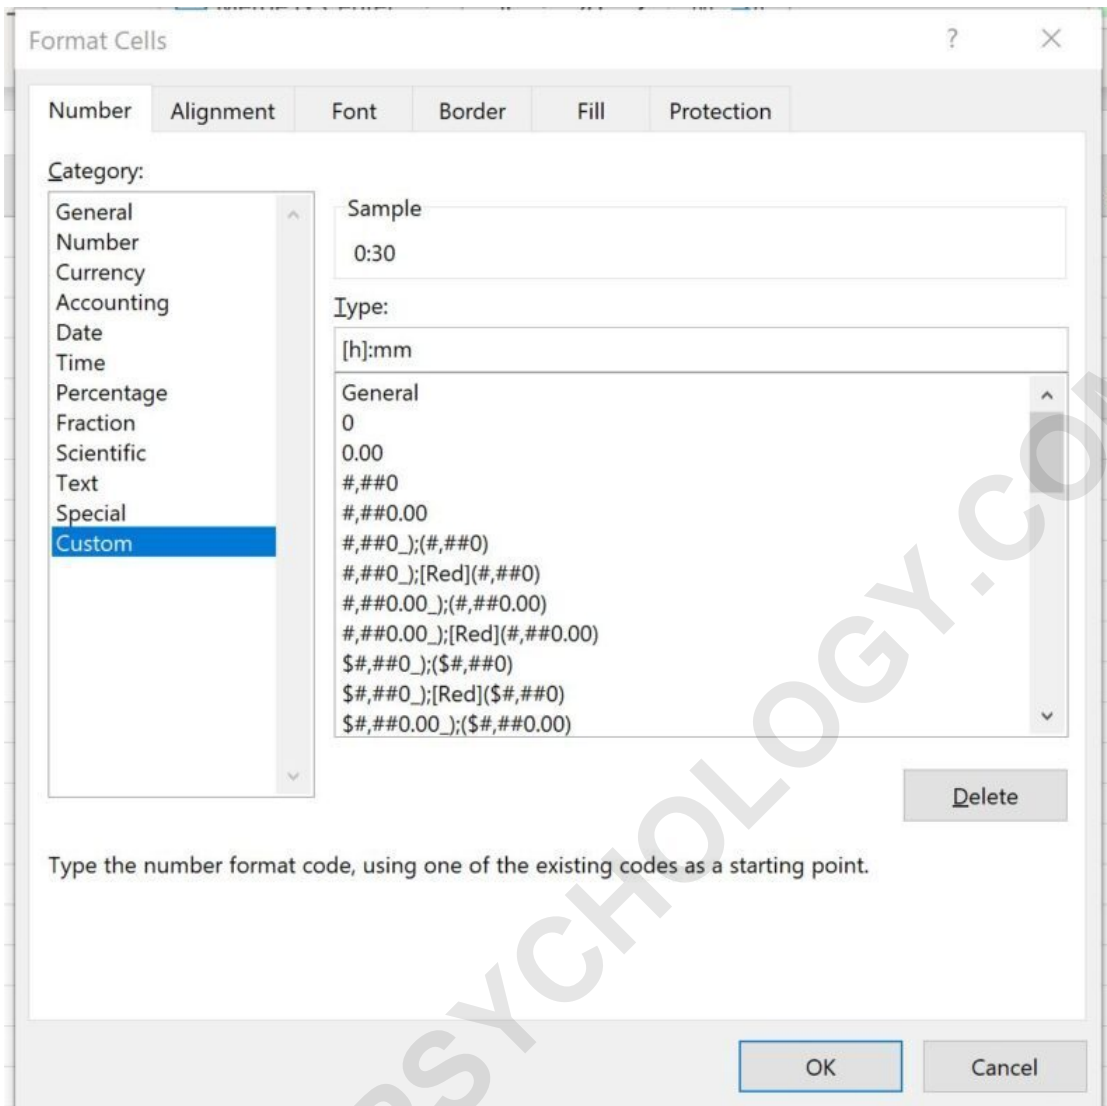 Format Cells
?
Number Alignment Font Border Fill Protection
Category:
General
Number
Currency
Accounting
Date
Time
Percentage
Fraction
Scientific
Text
Special
Custom
Sample
0:30
Type:
[h]:mm
General
0
0.00
#,##0
#,##0.00
#,##0_);(#,##0)
#,##0_);[Red](#,##0)
#,##0.00_);(#,##0.00)
#,##0.00_);[Red](#,##0.00)
$#,##0_);($#,##0)
$#,##0_);[Red]($#,##0)
$#,##0.00_);($#,##0.00)
Delete
Type the number format code, using one of the existing codes as a starting point.
OK Cancel